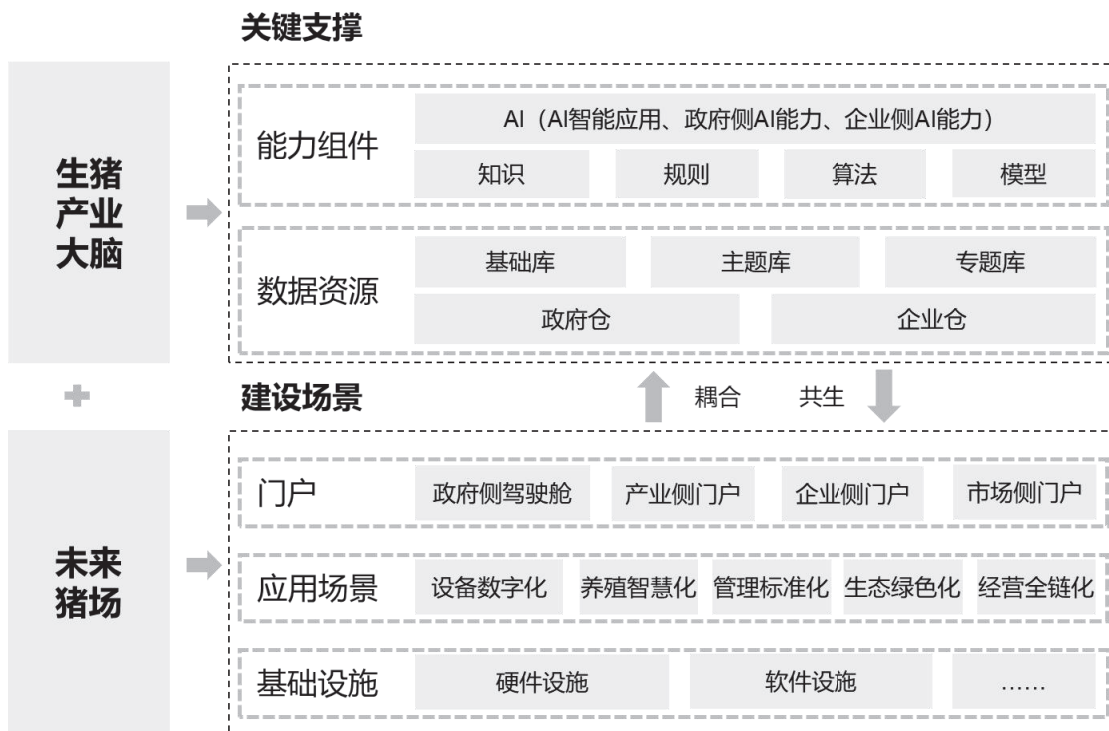 关键支撑
生猪
产业
大脑
能力组件
AI（AI智能应用、政府侧AI能力、企业侧AI能力）
知识
规则
算法
模型
数据资源
基础库
主题库
专题库
政府仓
企业仓
建设场景
耦合
共生
未来
猪场
门户
政府侧驾驶舱
产业侧门户
企业侧门户
市场侧门户
应用场景
设备数字化
养殖智慧化
管理标准化
生态绿色化
经营全链化
基础设施
硬件设施
软件设施
……